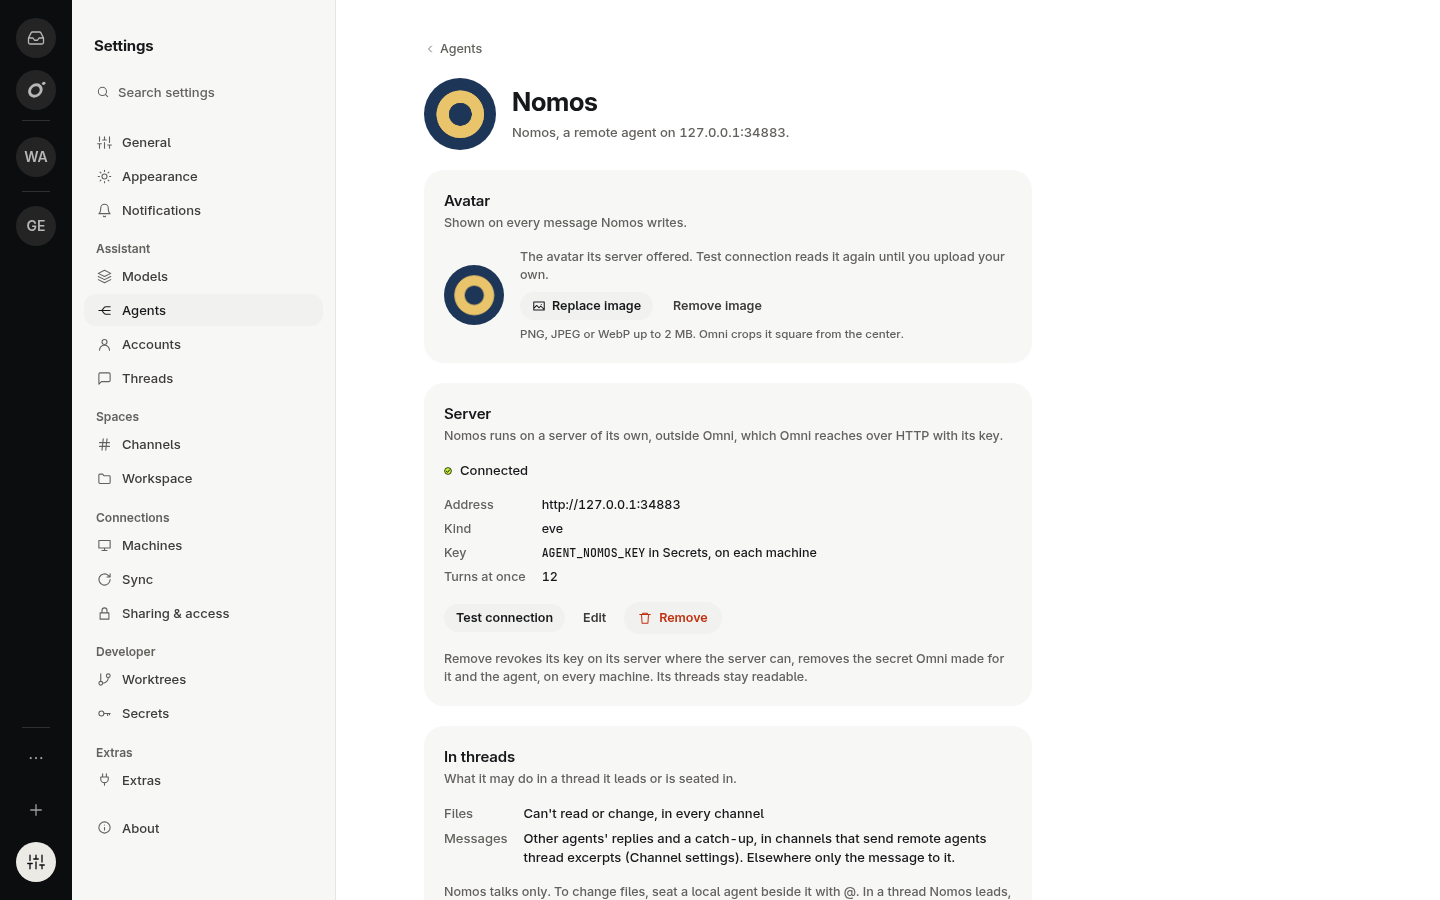 WA
GE
Settings
Search settings
General
Appearance
Notifications
Assistant
Models
Agents
Accounts
Threads
Spaces
Channels
Workspace
Connections
Machines
Sync
Sharing & access
Developer
Worktrees
Secrets
Extras
Extras
About
Agents
Nomos
Nomos, a remote agent on 127.0.0.1:34883.
Avatar
Shown on every message Nomos writes.
The avatar its server offered. Test connection reads it again until you upload your
own.
Replace image
Remove image
PNG, JPEG or WebP up to 2 MB. Omni crops it square from the center.
Server
Nomos runs on a server of its own, outside Omni, which Omni reaches over HTTP with its key.
Connected
Address http://127.0.0.1:34883
Kind eve
Key AGENT_NOMOS_KEY in Secrets, on each machine
Turns at once 12
Test connection Edit Remove
Remove revokes its key on its server where the server can, removes the secret Omni made for
it and the agent, on every machine. Its threads stay readable.
In threads
What it may do in a thread it leads or is seated in.
Files Can't read or change, in every channel
Messages Other agents' replies and a catch-up, in channels that send remote agents
thread excerpts (Channel settings). Elsewhere only the message to it.
Nomos talks only. To change files, seat a local agent beside it with @. In a thread Nomos leads,